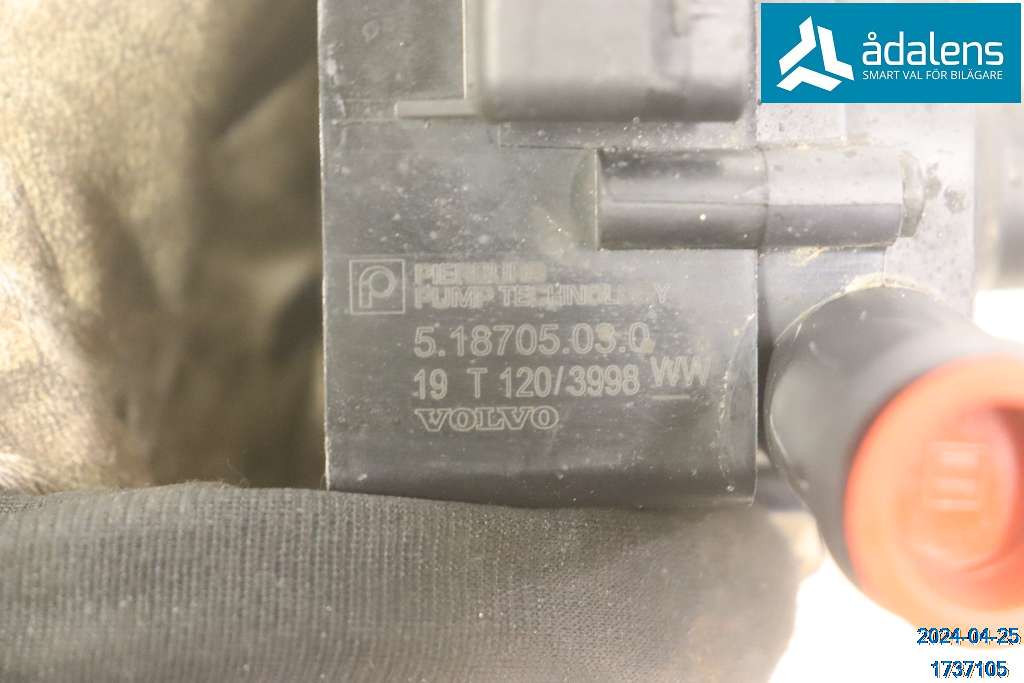 ådalens
SMART VAL FÖR BILÄGARE
PIERBURG
PUMP TECHNOLOGY
5.18705.03.0
19 T 120/3998 WW
VOLVO
2024-04-25
1737105